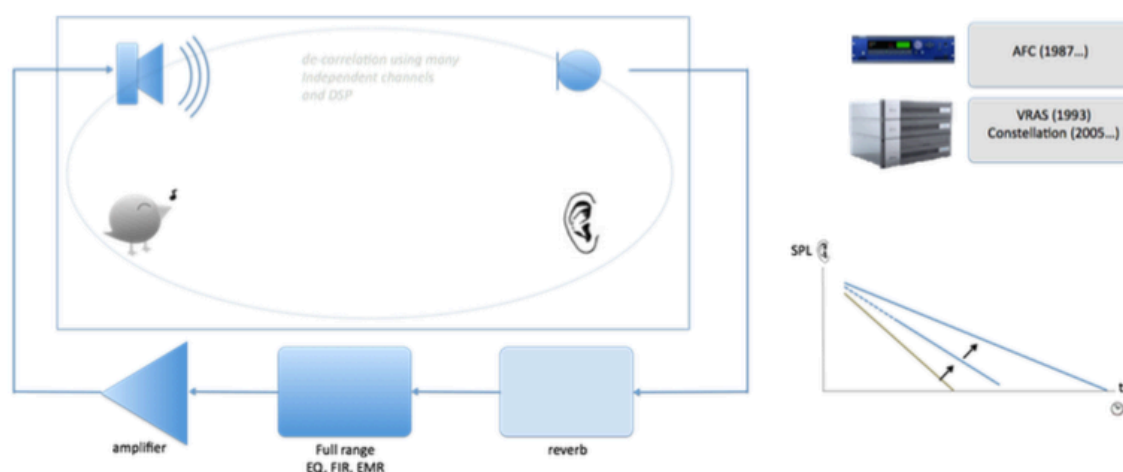 de-correlation using many
Independent channels
and DSP
AFC (1987...)
VRAS (1993)
Constellation (2005...)
SPL
t
amplifier
Full range
EQ, FIR, EMR
reverb